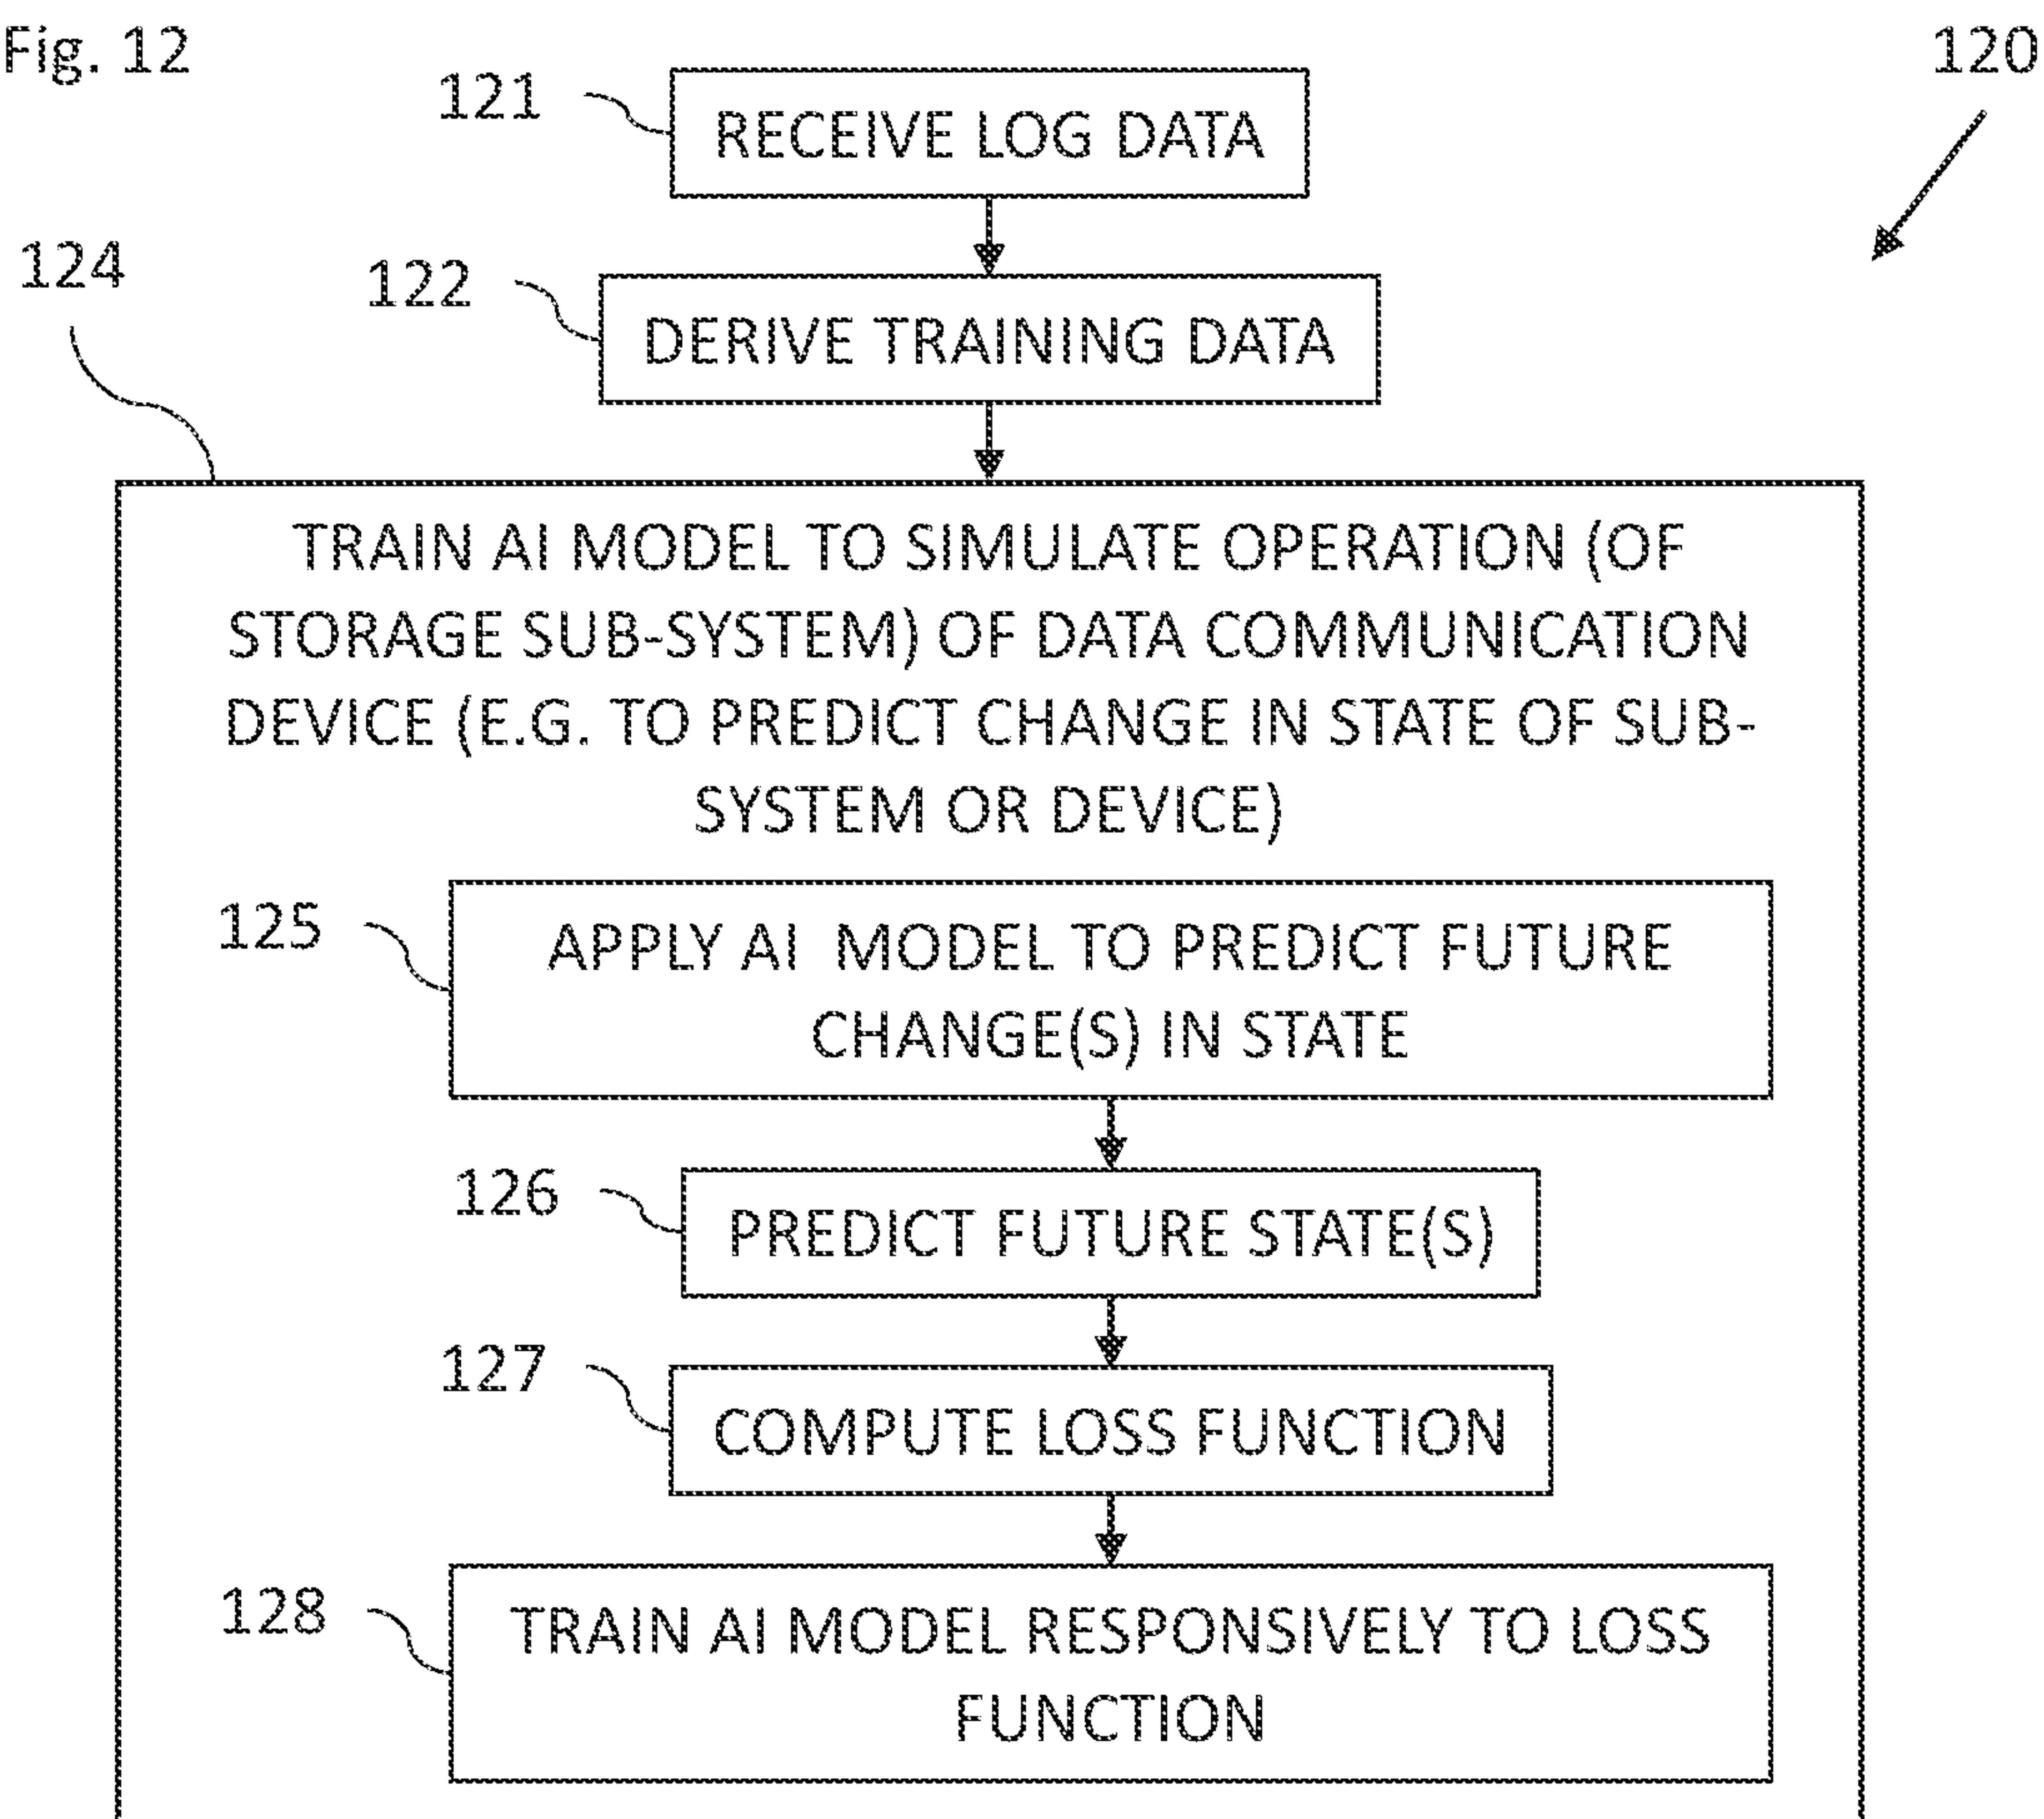 Fig. 12
120
121
RECEIVE LOG DATA
122
DERIVE TRAINING DATA
124
TRAIN AI MODEL TO SIMULATE OPERATION (OF
STORAGE SUB-SYSTEM) OF DATA COMMUNICATION
DEVICE (E.G. TO PREDICT CHANGE IN STATE OF SUB-
SYSTEM OR DEVICE)
125
APPLY AI MODEL TO PREDICT FUTURE
CHANGE(S) IN STATE
126
PREDICT FUTURE STATE(S)
127
COMPUTE LOSS FUNCTION
128
TRAIN AI MODEL RESPONSIVELY TO LOSS
FUNCTION